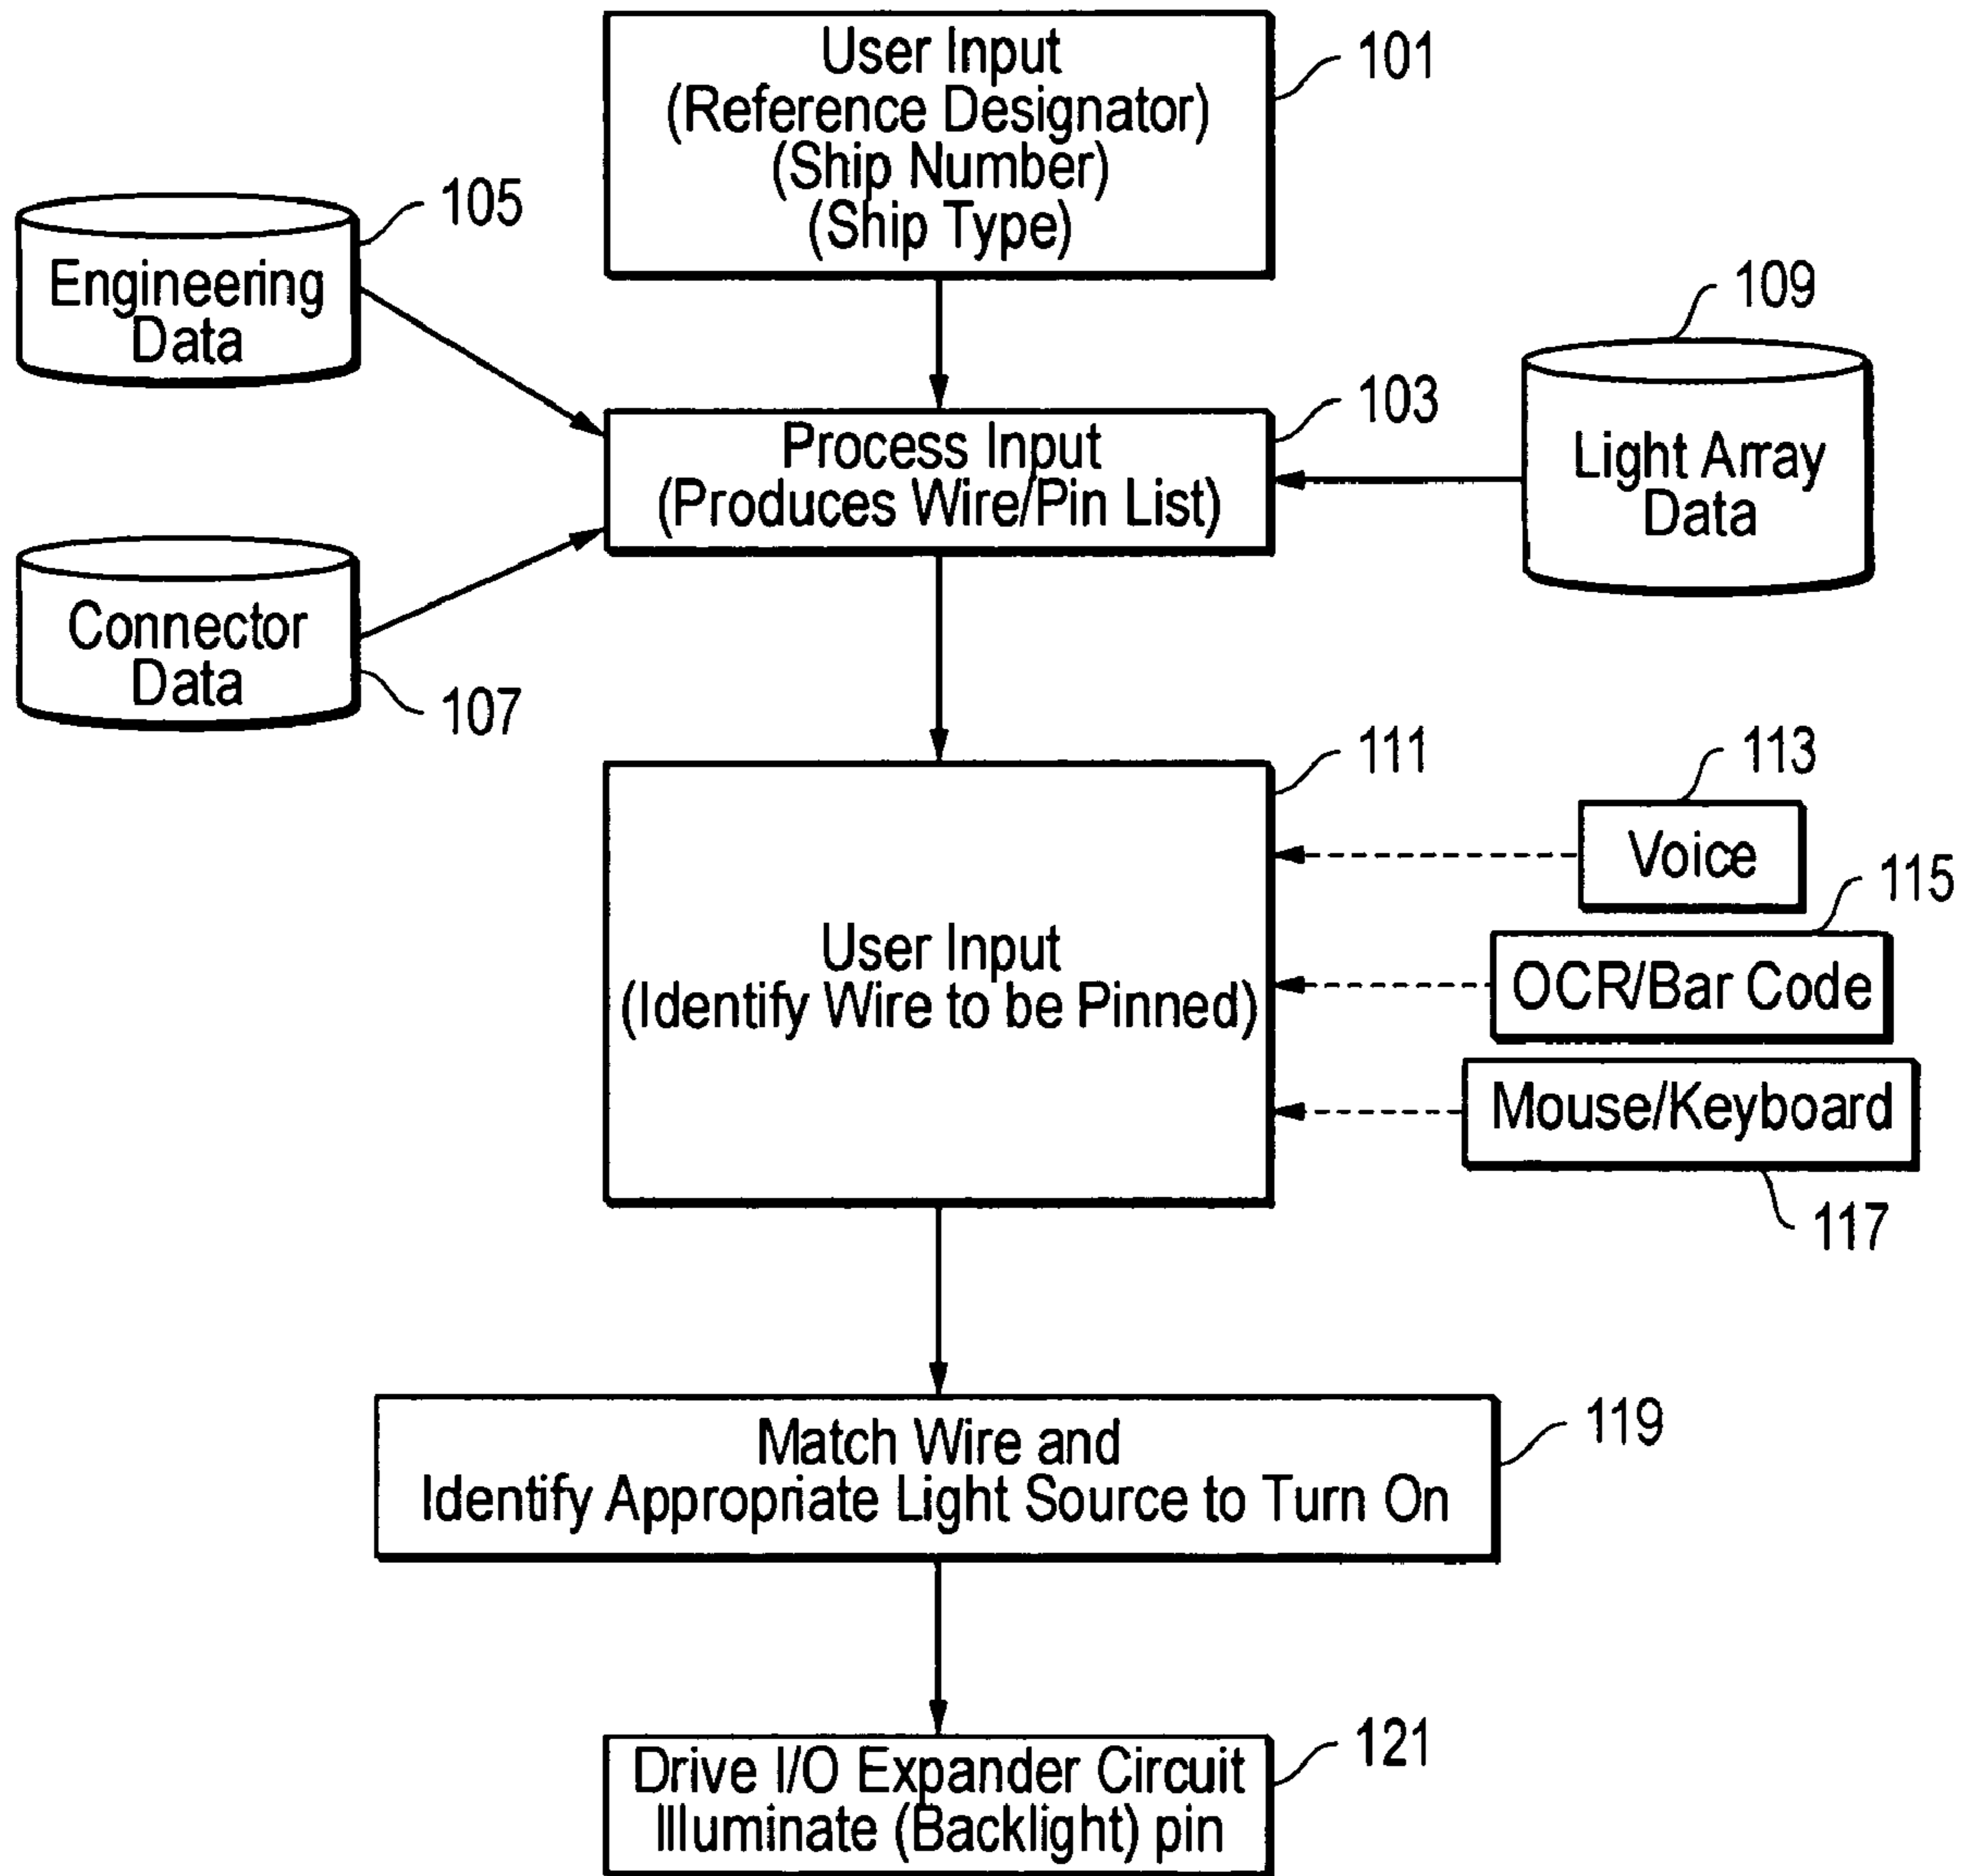 User Input
(Reference Designator)
(Ship Number)
(Ship Type)
101
105
Engineering
Data
109
Light Array
Data
103
Process Input
(Produces Wire/Pin List)
Connector
Data
107
111
User Input
(Identify Wire to be Pinned)
113
Voice
115
OCR/Bar Code
Mouse/Keyboard
117
119
Match Wire and
Identify Appropriate Light Source to Turn On
121
Drive I/O Expander Circuit
Illuminate (Backlight) pin